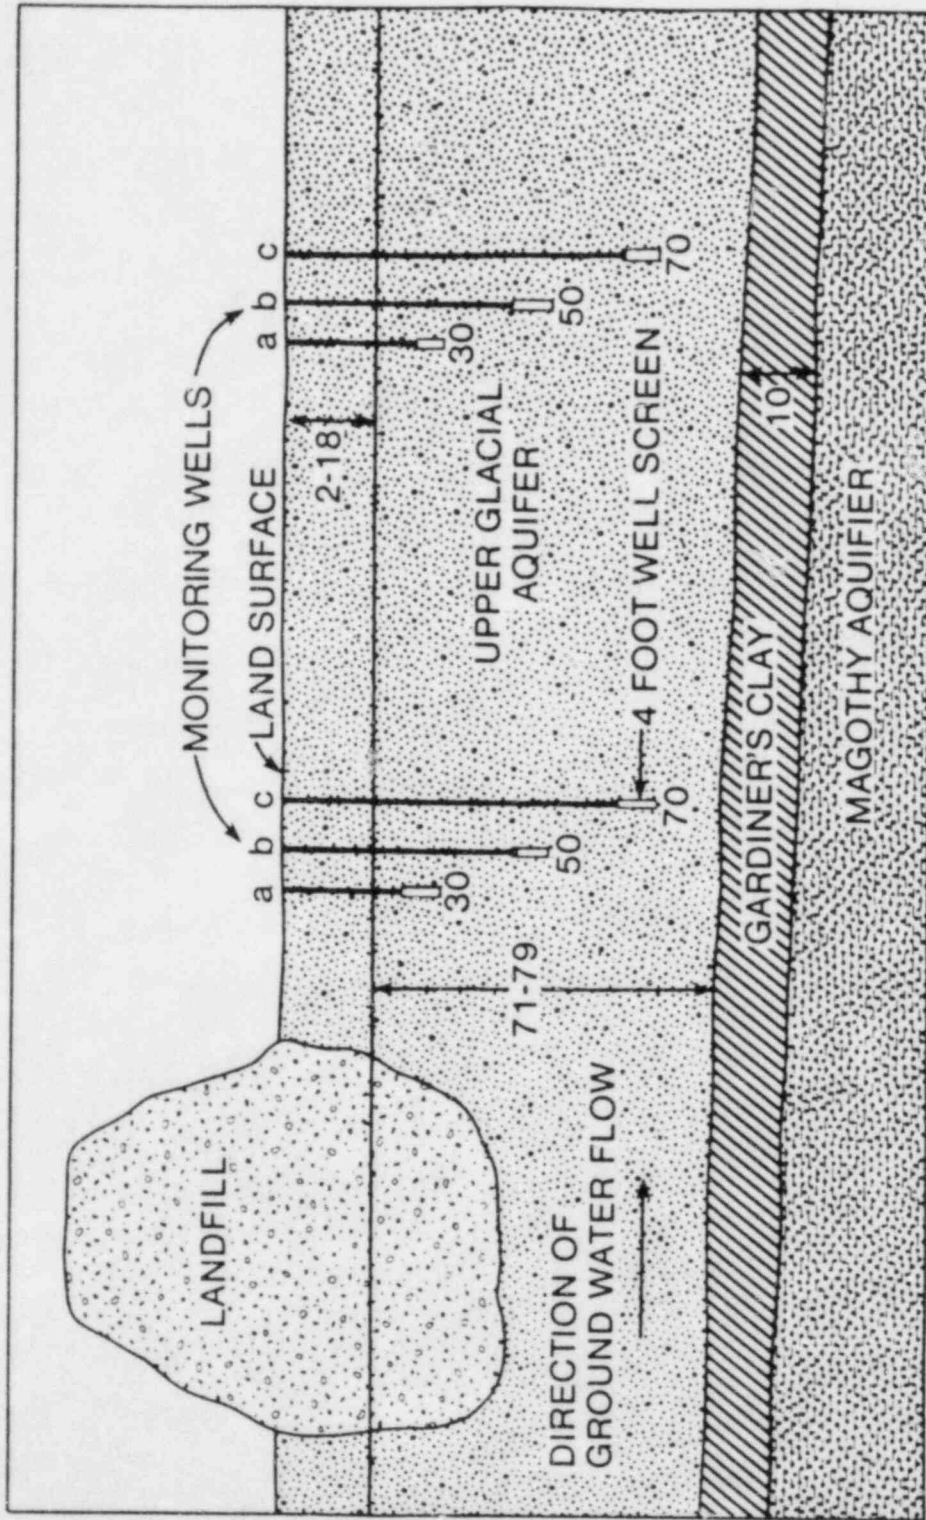 MONITORING WELLS
LAND SURFACE
a b c
a b c
LANDFILL
2-18
30
50
70
30
50
70
UPPER GLACIAL
AQUIFER
71-79
4 FOOT WELL SCREEN
DIRECTION OF
GROUND WATER FLOW
GARDINER'S CLAY
10
MAGOTHY AQUIFIER